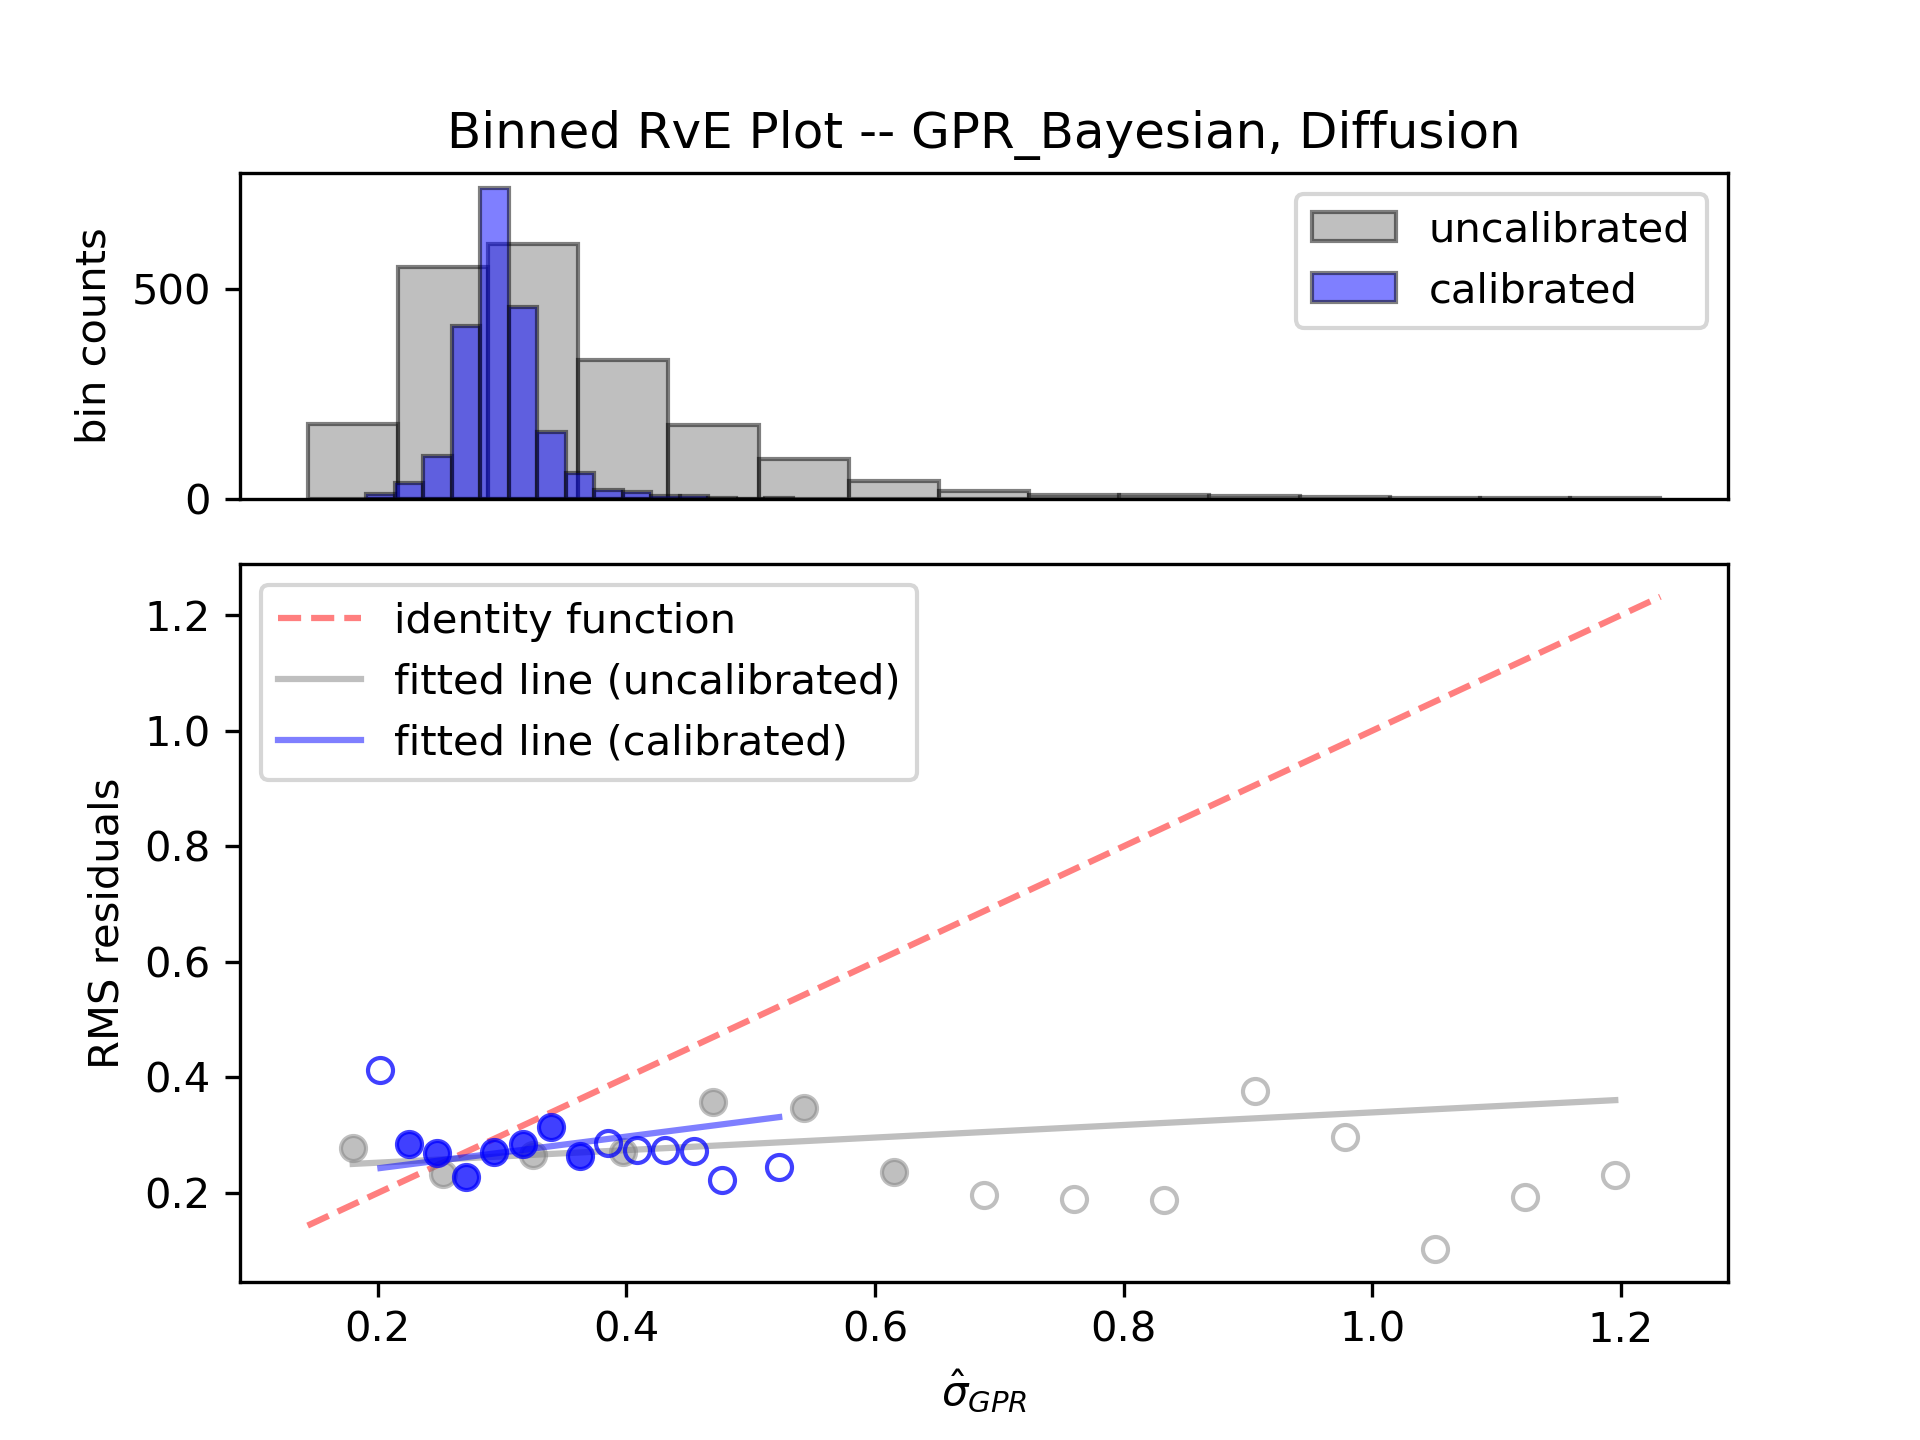 Binned RvE Plot -- GPR_Bayesian, Diffusion
bin counts
500
0
uncalibrated
calibrated
RMS residuals
1.2
1.0
0.8
0.6
0.4
0.2
identity function
fitted line (uncalibrated)
fitted line (calibrated)
0.2 0.4 0.6 0.8 1.0 1.2
σ̂_GPR